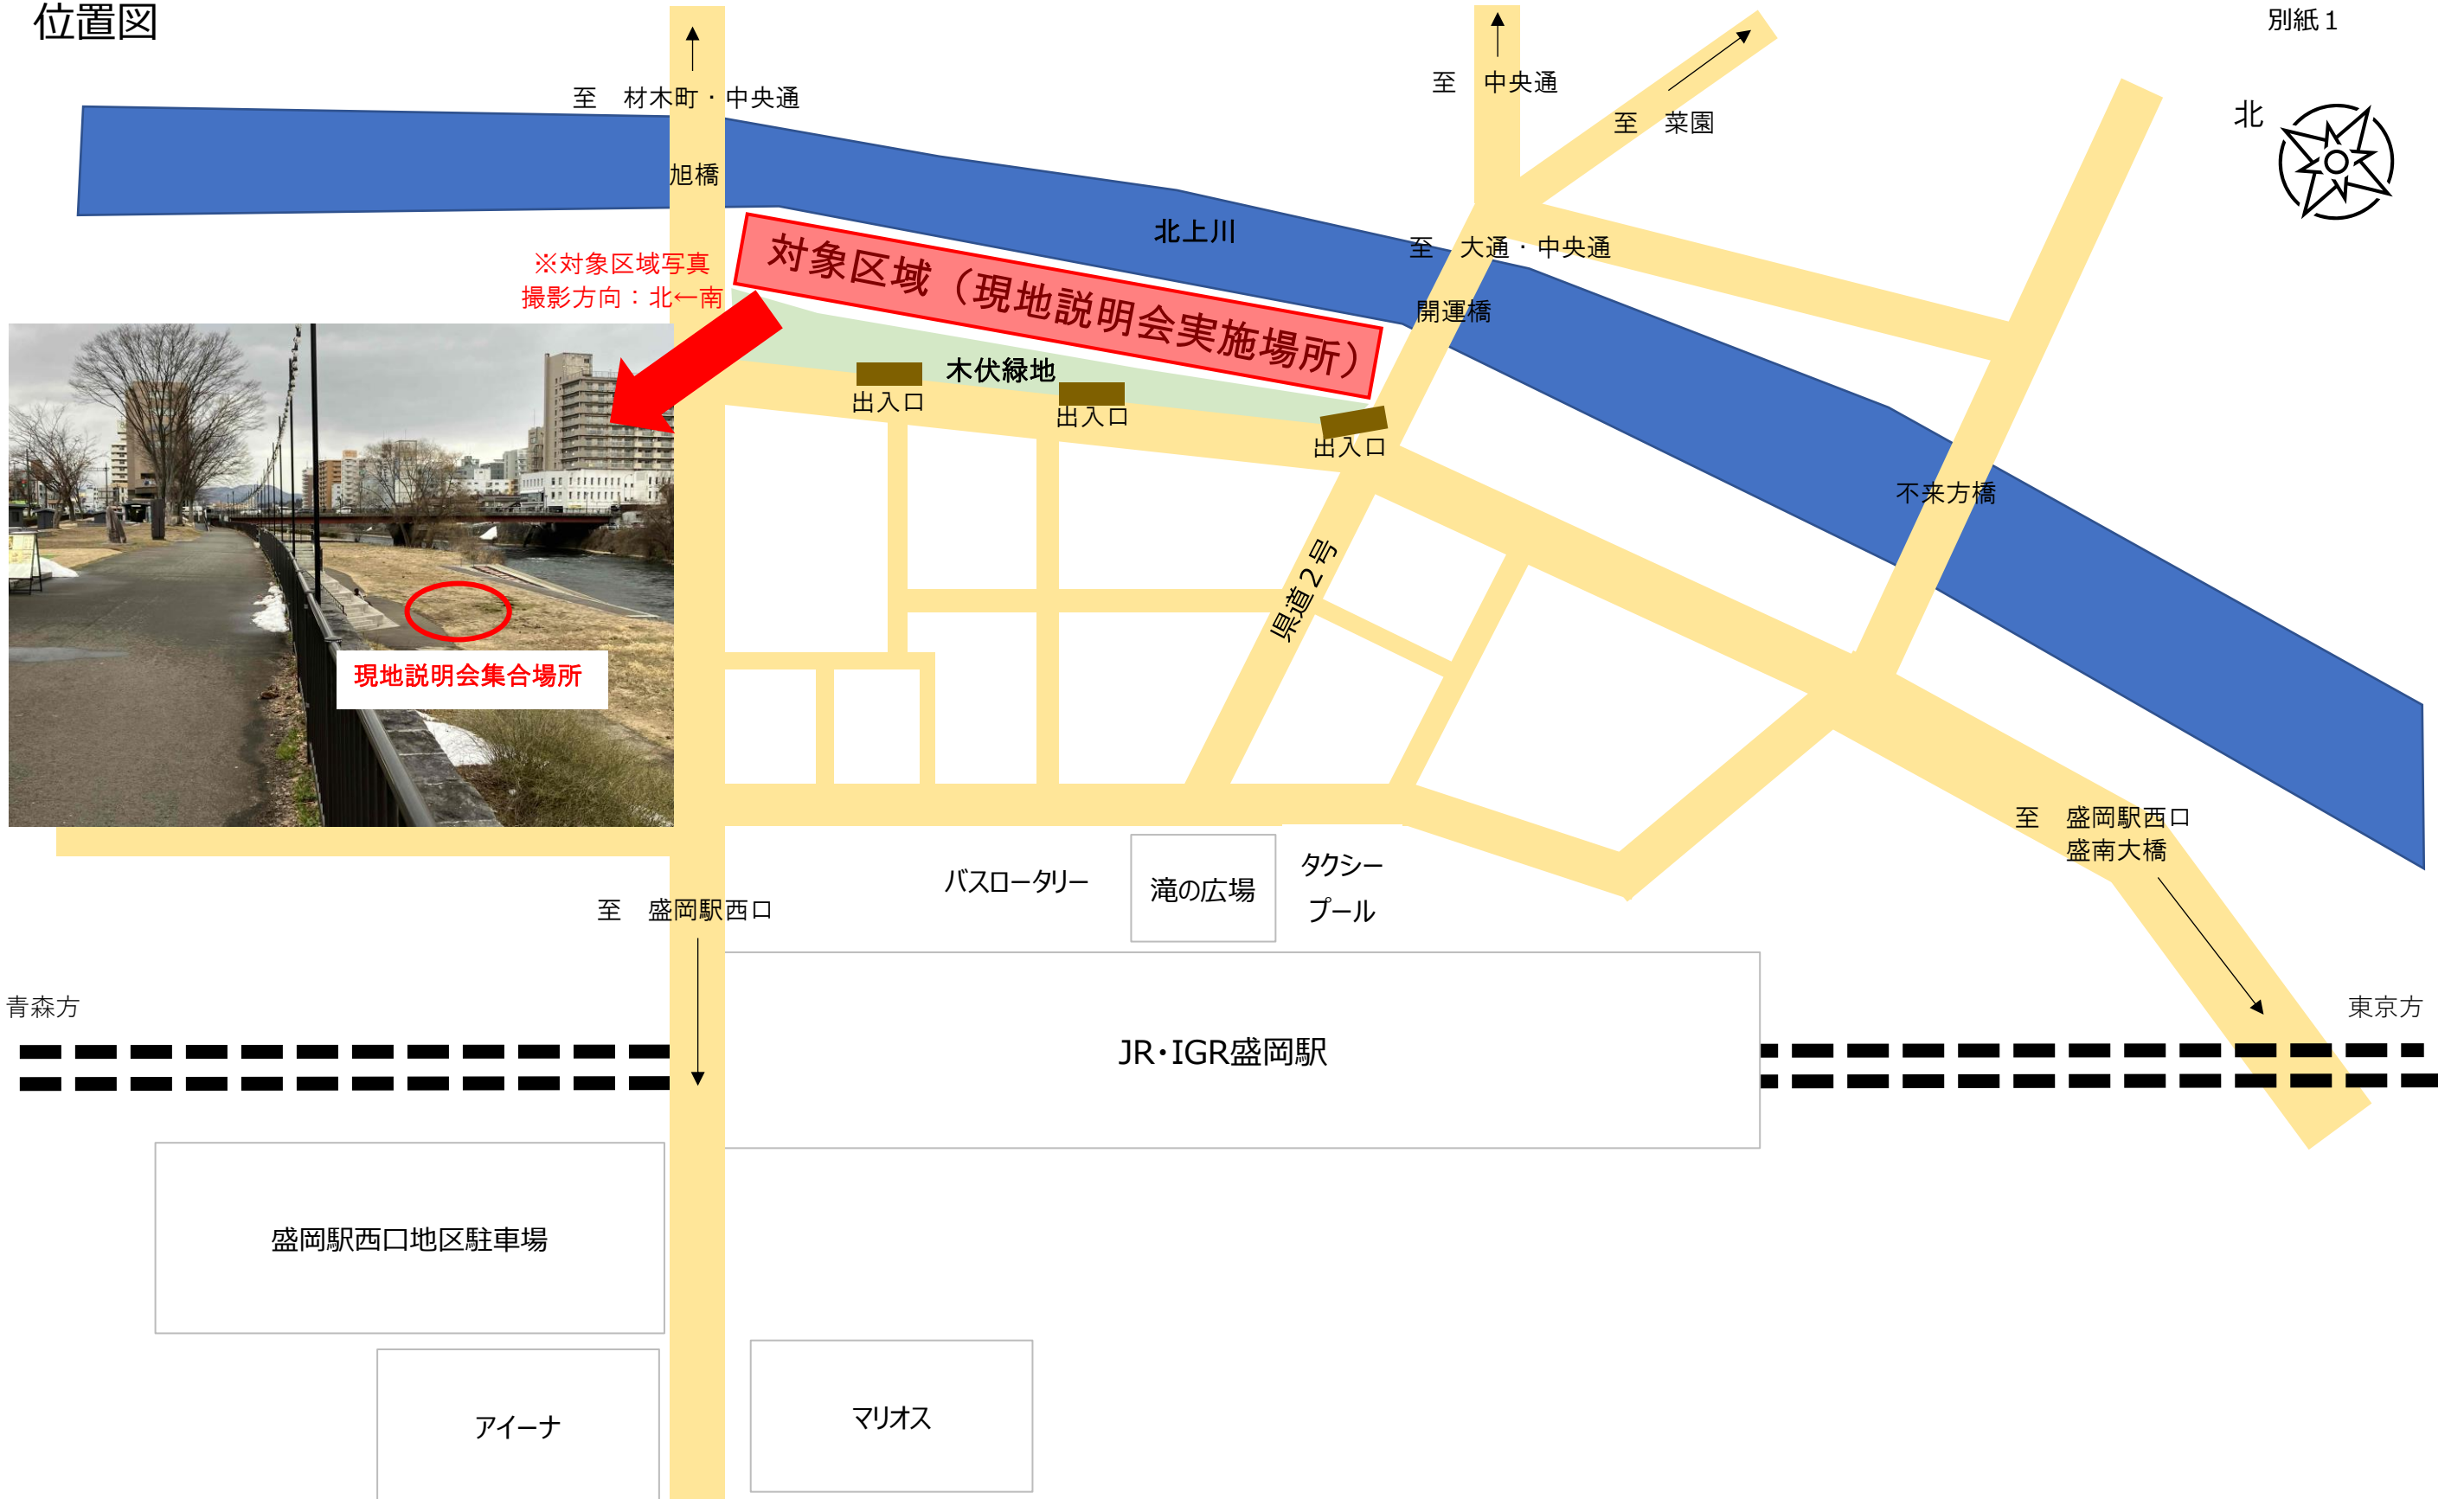 位置図
別紙１
至　材木町・中央通
至　中央通
至　菜園
北
旭橋
北上川
至　大通・中央通
※対象区域写真
撮影方向：北←南
対象区域（現地説明会実施場所）
開運橋
木伏緑地
出入口
出入口
出入口
不来方橋
県道２号
現地説明会集合場所
至　盛岡駅西口
盛南大橋
バスロータリー
滝の広場
タクシー
プール
至　盛岡駅西口
青森方
東京方
JR・IGR盛岡駅
盛岡駅西口地区駐車場
アイーナ
マリオス